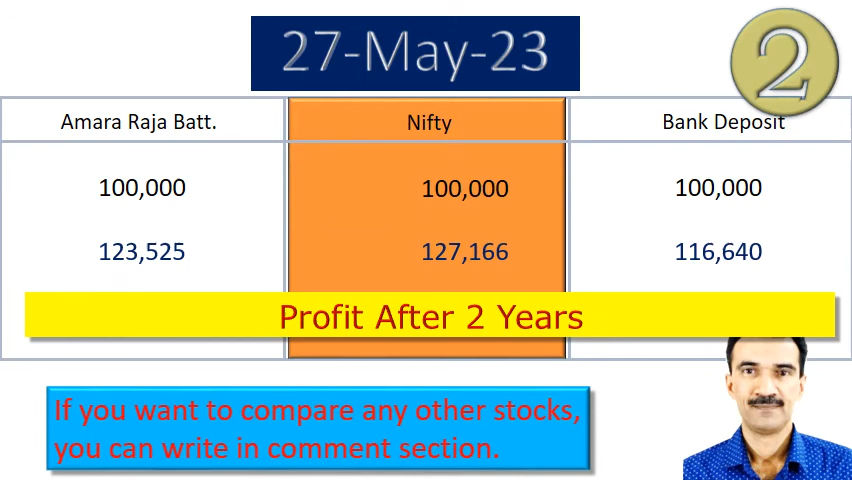 27-May-23
2
Amara Raja Batt.
Nifty
Bank Deposit
100,000
100,000
100,000
123,525
127,166
116,640
Profit After 2 Years
If you want to compare any other stocks,
you can write in comment section.